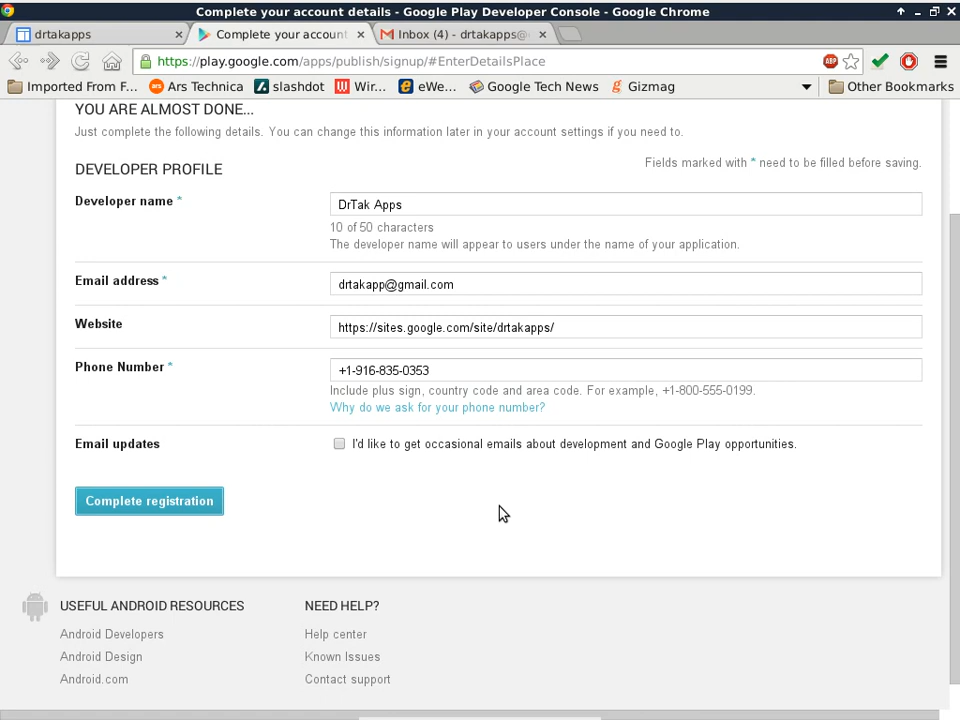 Complete your account details - Google Play Developer Console - Google Chrome
drtakapps
Complete your account
Inbox (4) - drtakapps@
https://play.google.com/apps/publish/signup/#EnterDetailsPlace
ABP
Imported From F...
ars
Ars Technica
slashdot
Wir...
eWe...
Google Tech News
Gizmag
Other Bookmarks
YOU ARE ALMOST DONE...
Just complete the following details. You can change this information later in your account settings if you need to.
DEVELOPER PROFILE
Fields marked with * need to be filled before saving.
Developer name *
DrTak Apps
10 of 50 characters
The developer name will appear to users under the name of your application.
Email address *
drtakapp@gmail.com
Website
https://sites.google.com/site/drtakapps/
Phone Number *
+1-916-835-0353
Include plus sign, country code and area code. For example, +1-800-555-0199.
Why do we ask for your phone number?
Email updates
I'd like to get occasional emails about development and Google Play opportunities.
Complete registration
USEFUL ANDROID RESOURCES
Android Developers
Android Design
Android.com
NEED HELP?
Help center
Known Issues
Contact support